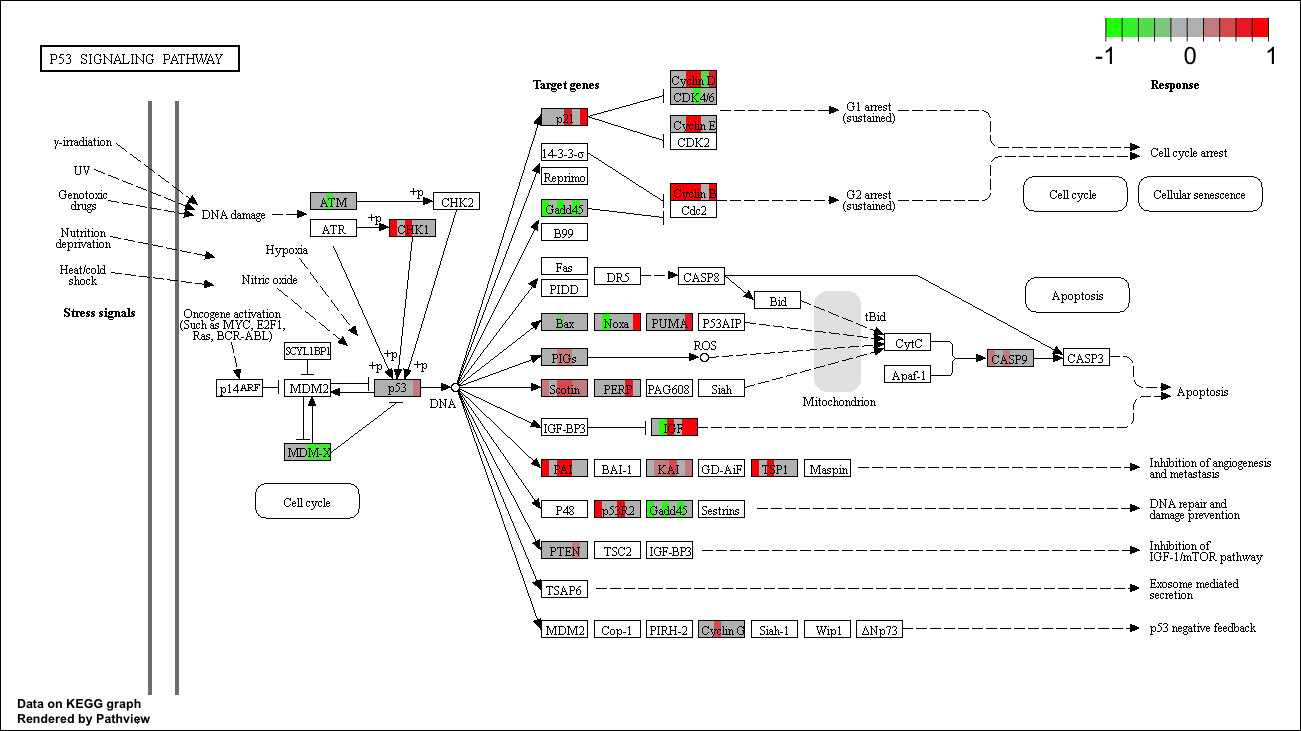 P53 SIGNALING PATHWAY
-1 0 1
Target genes
Response
Cyclin D
CDK4/6
p21
G1 arrest
(sustained)
Cyclin E
CDK2
γ-irradiation
UV
Genotoxic
drugs
Nutrition
deprivation
Heat/cold
shock
Stress signals
14-3-3-σ
Reprimo
Cell cycle arrest
Cell cycle
Cellular senescence
ATM
+p
CHK2
DNA damage
ATR
+p
CHK1
Gadd45
B99
Cyclin B
Cdc2
G2 arrest
(sustained)
Hypoxia
Nitric oxide
Fas
PIDD
DR5
CASP8
Bid
tBid
Apoptosis
Oncogene activation
(Such as MYC, E2F1,
Ras, BCR-ABL)
Bax
Noxa
PUMA
P53AIP
CytC
SCYL1BP1
+p
+p
+p
PIGs
ROS
CASP9
CASP3
Apaf-1
p14ARF
MDM2
p53
DNA
Scotin
PERP
PAG608
Siah
Mitochondrion
Apoptosis
MDM-X
IGF-BP3
IGF
Cell cycle
PAI
BAI-1
KAI
GD-AiF
TSP1
Maspin
Inhibition of angiogenesis
and metastasis
P48
p53R2
Gadd45
Sestrins
DNA repair and
damage prevention
PTEN
TSC2
IGF-BP3
Inhibition of
IGF-1/mTOR pathway
TSAP6
Exosome mediated
secretion
MDM2
Cop-1
PIRH-2
Cyclin G
Siah-1
Wip1
ΔNp73
p53 negative feedback
Data on KEGG graph
Rendered by Pathview